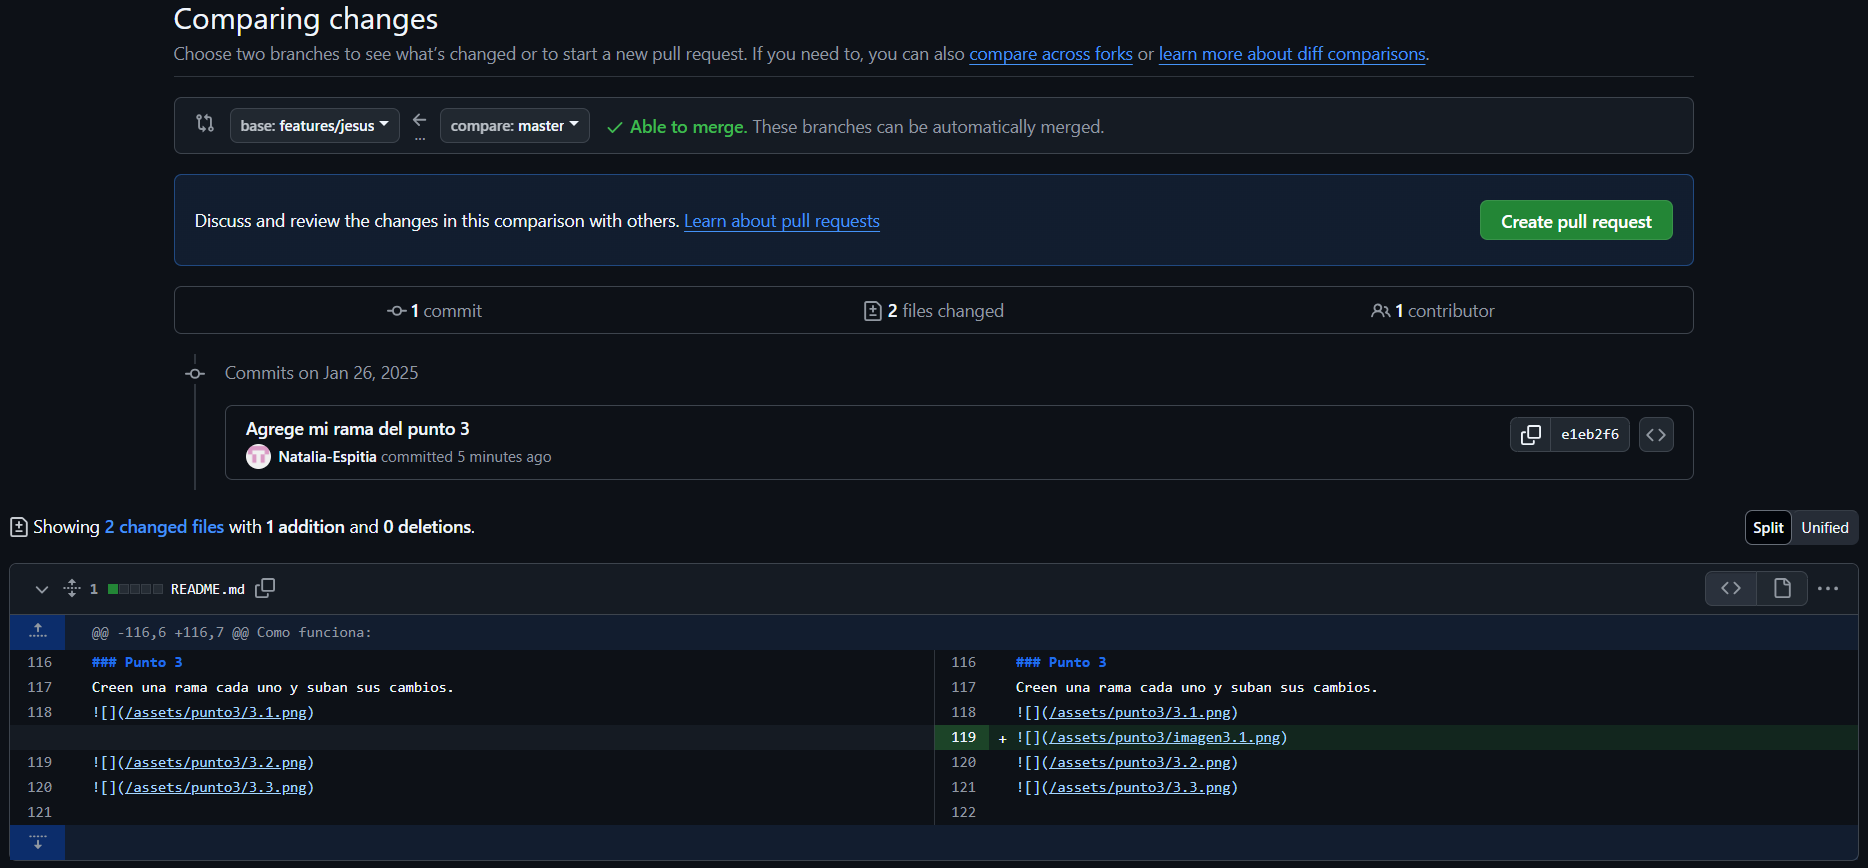 Comparing changes
Choose two branches to see what's changed or to start a new pull request. If you need to, you can also compare across forks or learn more about diff comparisons.
base: features/jesus
...
compare: master
Able to merge. These branches can be automatically merged.
Discuss and review the changes in this comparison with others. Learn about pull requests
Create pull request
1 commit
2 files changed
1 contributor
Commits on Jan 26, 2025
Agrege mi rama del punto 3
e1eb2f6
Natalia-Espitia committed 5 minutes ago
Showing 2 changed files with 1 addition and 0 deletions.
Split Unified
1 README.md
@@ -116,6 +116,7 @@ Como funciona:
116 ### Punto 3
117 Creen una rama cada uno y suban sus cambios.
118 ![](/assets/punto3/3.1.png)
119 ![](/assets/punto3/3.2.png)
120 ![](/assets/punto3/3.3.png)
121
116 ### Punto 3
117 Creen una rama cada uno y suban sus cambios.
118 ![](/assets/punto3/3.1.png)
119 + ![](/assets/punto3/imagen3.1.png)
120 ![](/assets/punto3/3.2.png)
121 ![](/assets/punto3/3.3.png)
122